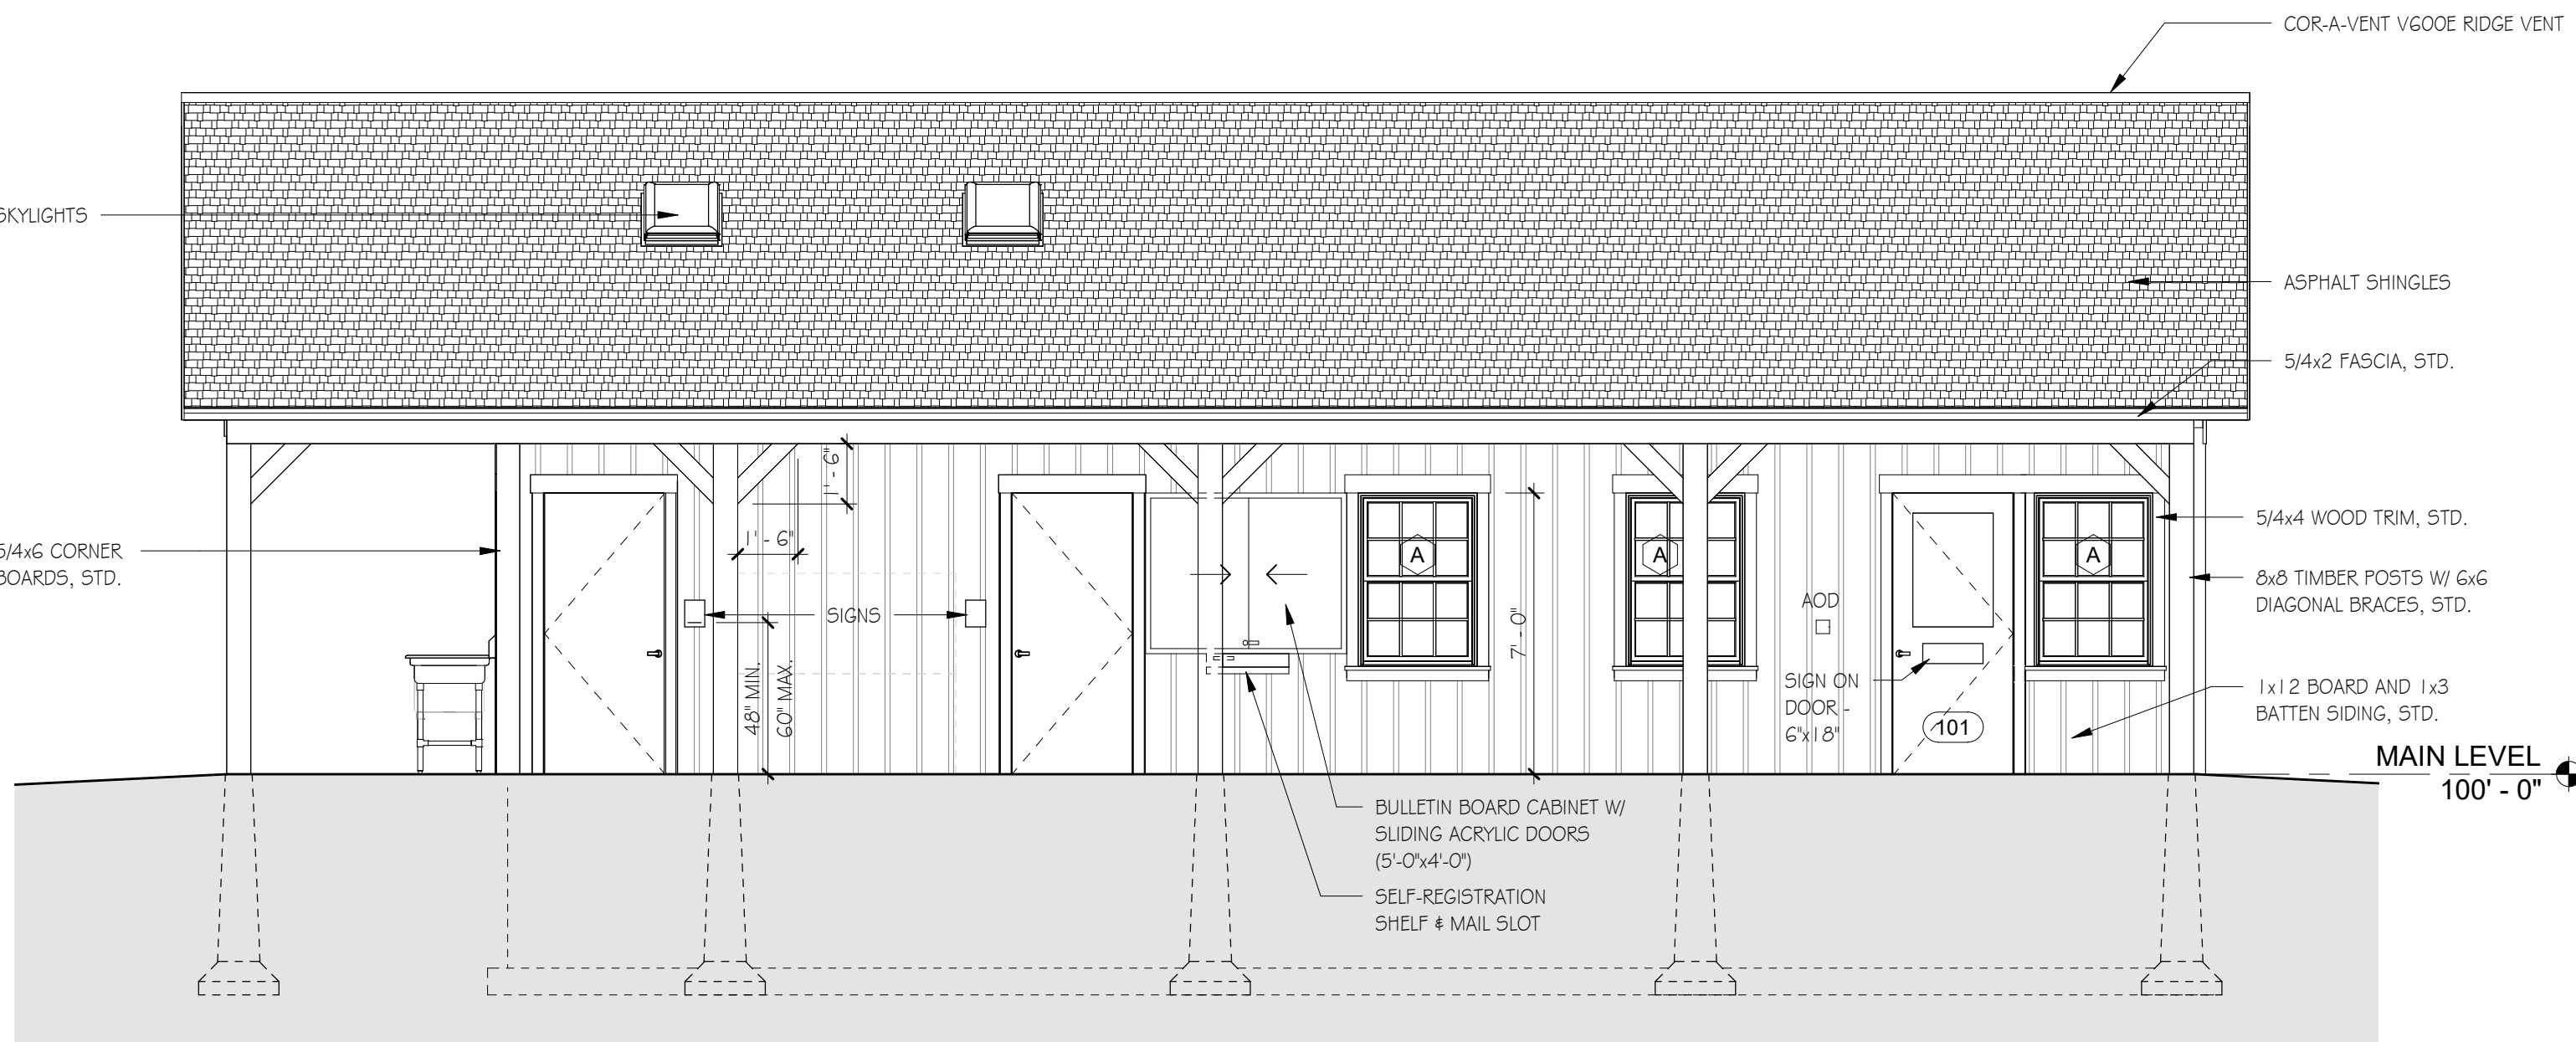 COR-A-VENT V600E RIDGE VENT
SKYLIGHTS
ASPHALT SHINGLES
5/4x2 FASCIA, STD.
1' - 6"
5/4x4 WOOD TRIM, STD.
5/4x6 CORNER
BOARDS, STD.
1' - 6"
A
A
A
8x8 TIMBER POSTS W/ 6x6
DIAGONAL BRACES, STD.
AOD
SIGNS
7' - 0"
48" MIN.
60" MAX.
SIGN ON
DOOR -
6"x18"
101
1x12 BOARD AND 1x3
BATTEN SIDING, STD.
MAIN LEVEL
100' - 0"
BULLETIN BOARD CABINET W/
SLIDING ACRYLIC DOORS
(5'-0"x4'-0")
SELF-REGISTRATION
SHELF & MAIL SLOT